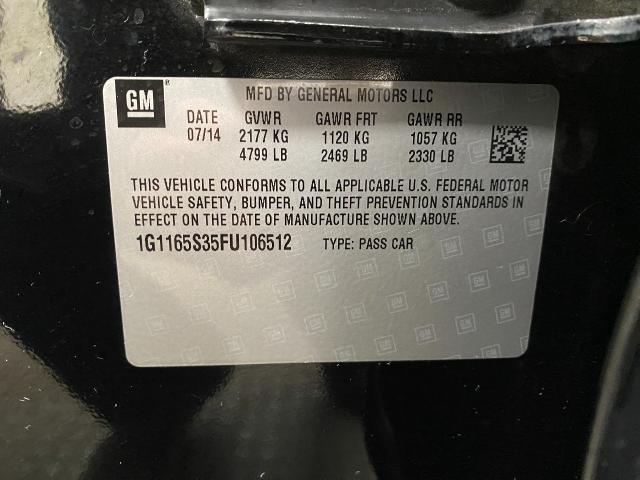 GM
MFD BY GENERAL MOTORS LLC
DATE GVWR GAWR FRT GAWR RR
07/14 2177 KG 1120 KG 1057 KG
4799 LB 2469 LB 2330 LB
THIS VEHICLE CONFORMS TO ALL APPLICABLE U.S. FEDERAL MOTOR
VEHICLE SAFETY, BUMPER, AND THEFT PREVENTION STANDARDS IN
EFFECT ON THE DATE OF MANUFACTURE SHOWN ABOVE.
1G1165S35FU106512 TYPE: PASS CAR